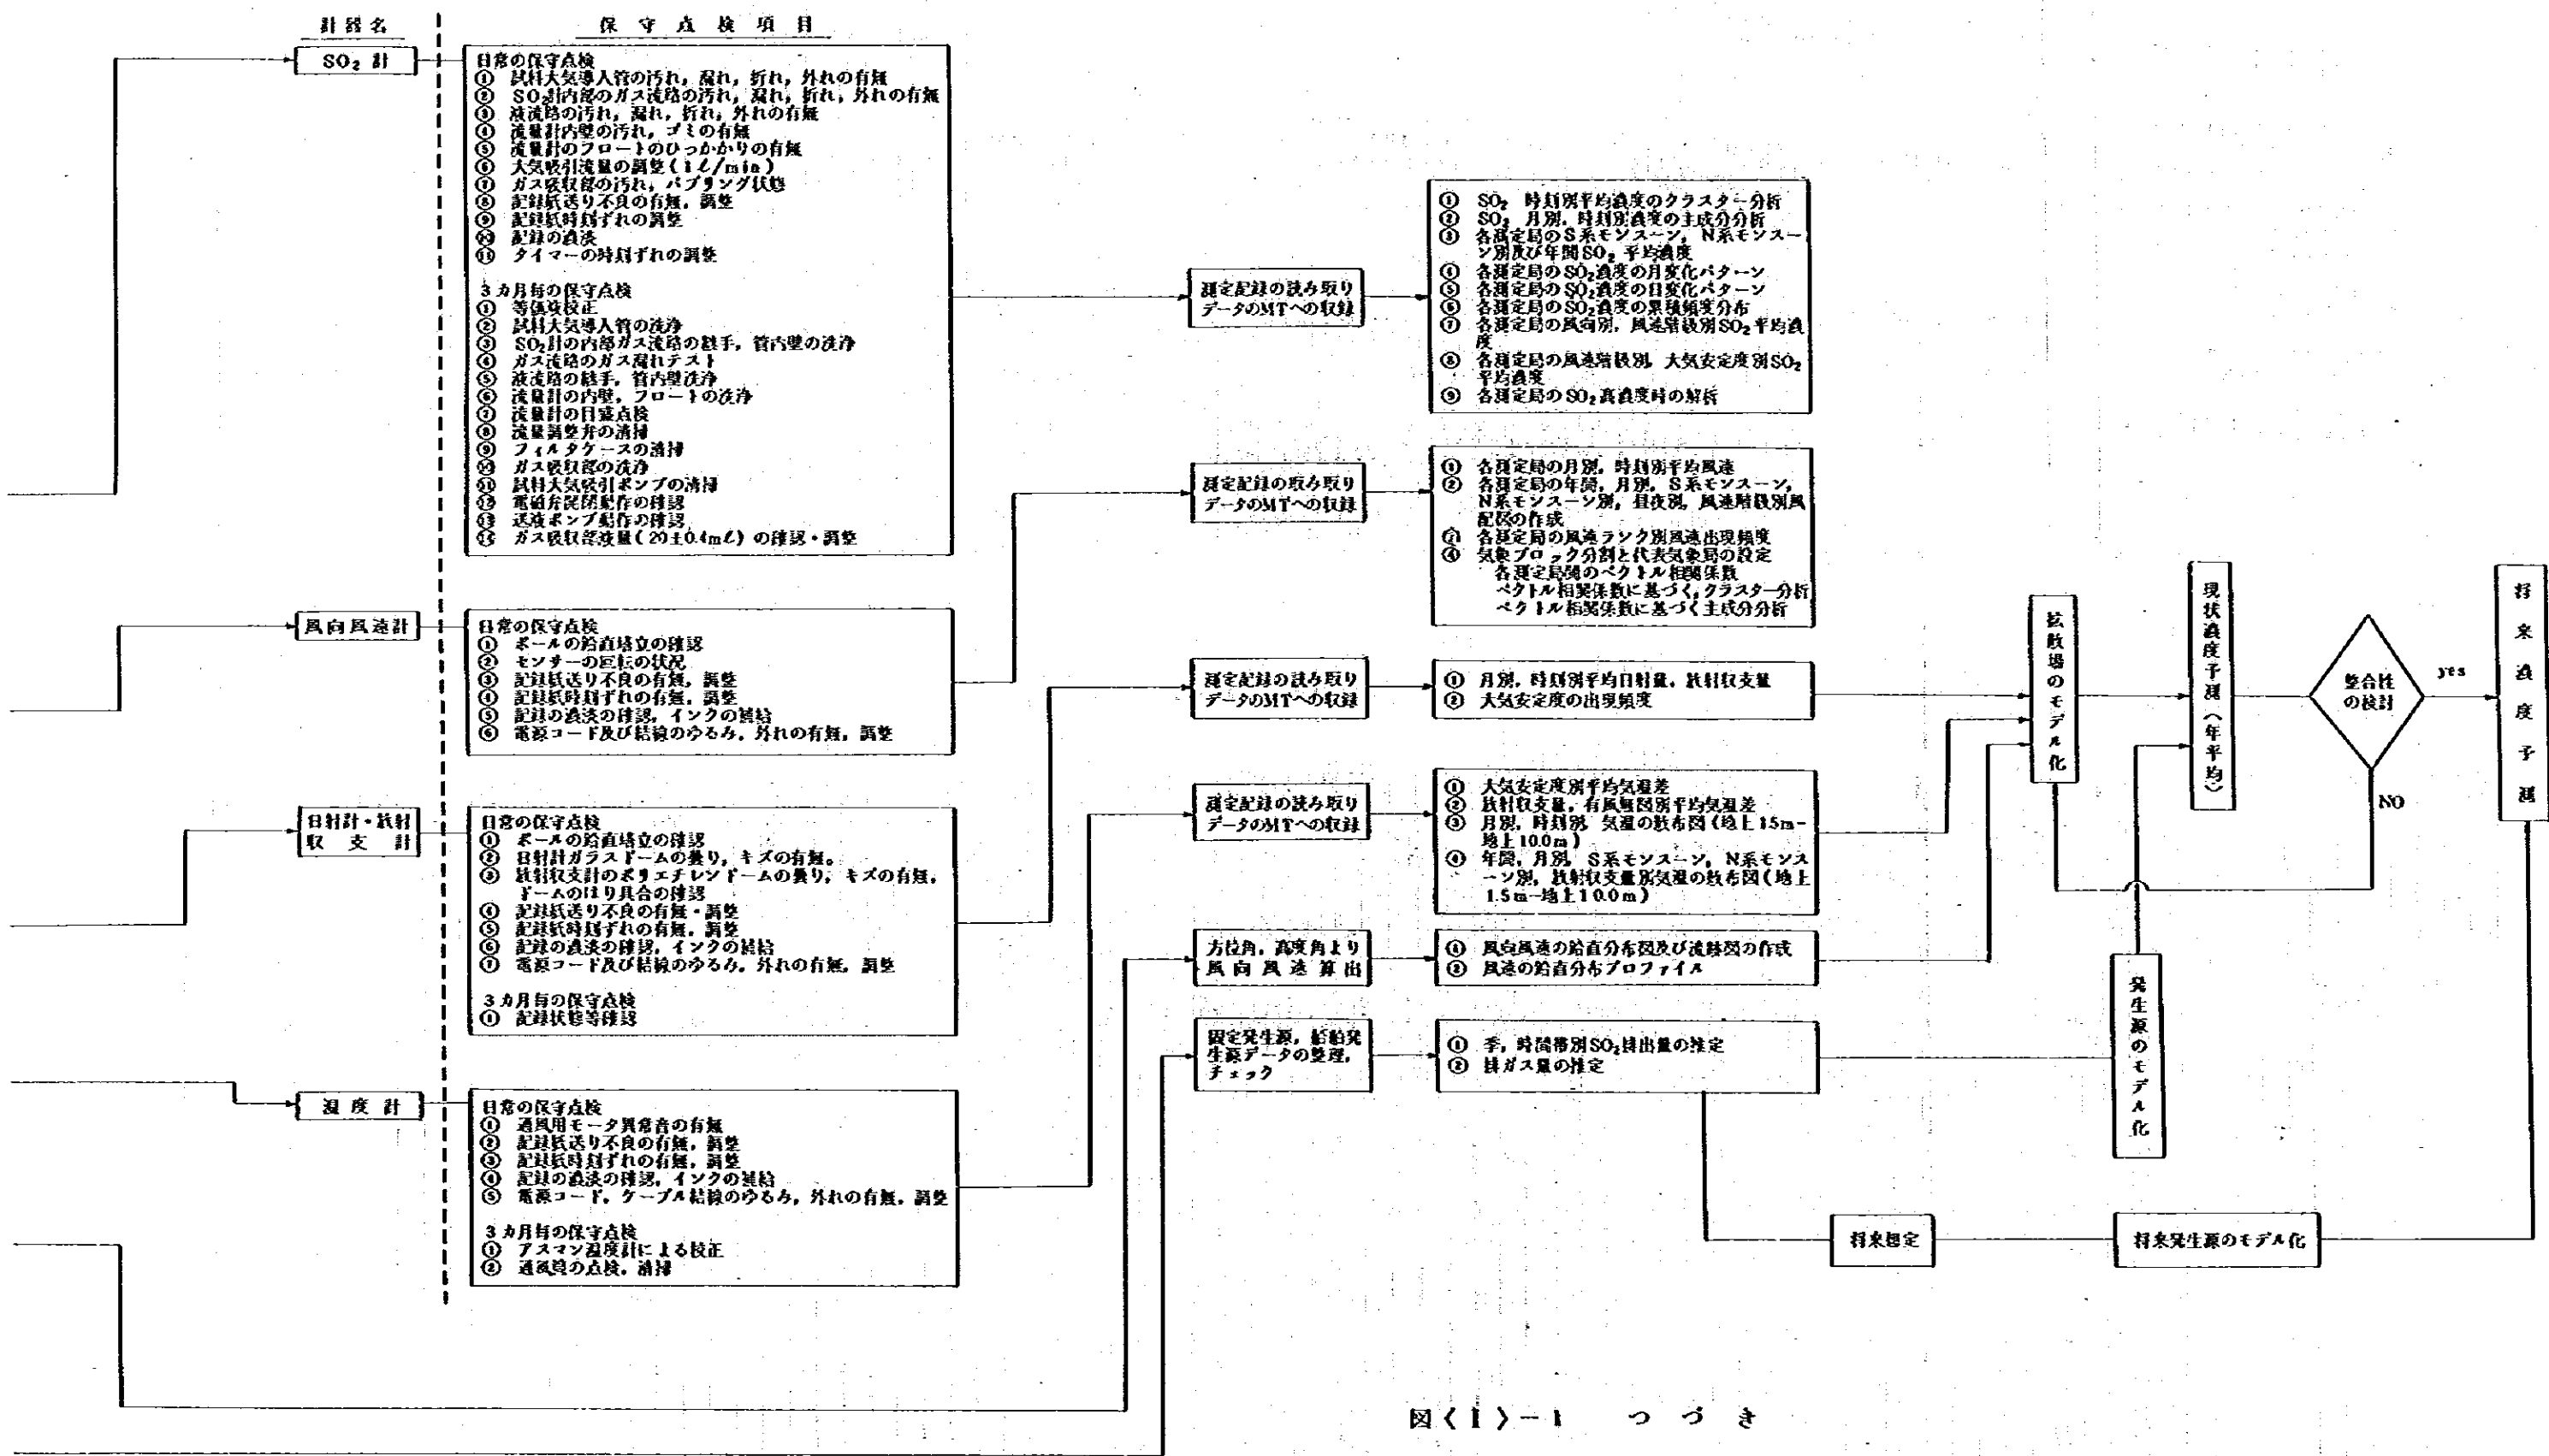 計器名
保守点検項目
SO₂計
日常の保守点検
① 試料大気導入管の汚れ，漏れ，折れ，外れの有無
② SO₂計内部のガス流路の汚れ，漏れ，折れ，外れの有無
③ 液流路の汚れ，漏れ，折れ，外れの有無
④ 流量計内壁の汚れ，ゴミの有無
⑤ 流量計のフロートのひっかかりの有無
⑥ 大気吸引流量の調整（1ℓ/min）
⑦ ガス吸収部の汚れ，バブリング状態
⑧ 記録紙送り不良の有無，調整
⑨ 記録紙時刻ずれの調整
⑩ 記録の濃淡
⑪ タイマーの時刻ずれの調整
3カ月毎の保守点検
① 等価液校正
② 試料大気導入管の洗浄
③ SO₂計の内部ガス流路の継手，管内壁の洗浄
④ ガス流路のガス漏れテスト
⑤ 液流路の継手，管内壁洗浄
⑥ 流量計の内壁，フロートの洗浄
⑦ 流量計の目盛点検
⑧ 流量調整弁の清掃
⑨ フィルタケースの清掃
⑩ ガス吸収部の洗浄
⑪ 試料大気吸引ポンプの清掃
⑫ 電磁弁開閉動作の確認
⑬ 送液ポンプ動作の確認
ガス吸収部液量（20±0.4mℓ）の確認・調整
風向風速計
日常の保守点検
① ポールの鉛直塔立の確認
② センサーの回転の状況
③ 記録紙送り不良の有無，調整
④ 記録紙時刻ずれの有無，調整
⑤ 記録の濃淡の確認，インクの補給
⑥ 電源コード及び結線のゆるみ，外れの有無，調整
日射計・放射
収支計
日常の保守点検
① ポールの鉛直塔立の確認
② 日射計ガラスドームの曇り，キズの有無。
③ 放射収支計のポリエチレンドームの曇り，キズの有無，
ドームのはり具合の確認
④ 記録紙送り不良の有無・調整
⑤ 記録紙時刻ずれの有無，調整
⑥ 記録の濃淡の確認，インクの補給
⑦ 電源コード及び結線のゆるみ，外れの有無，調整
3カ月毎の保守点検
① 記録状態等確認
温度計
日常の保守点検
① 通風用モータ異常音の有無
② 記録紙送り不良の有無，調整
③ 記録紙時刻ずれの有無，調整
④ 記録の濃淡の確認，インクの補給
⑤ 電源コード，ケーブル結線のゆるみ，外れの有無，調整
3カ月毎の保守点検
① アスマン温度計による校正
② 通風筒の点検，清掃
測定記録の読み取り
データのMTへの収録
① SO₂ 時刻別平均濃度のクラスター分析
② SO₂ 月別，時刻別濃度の主成分分析
③ 各測定局のS系モンスーン，N系モンスー
ン別及び年間SO₂ 平均濃度
④ 各測定局のSO₂濃度の月変化パターン
⑤ 各測定局のSO₂濃度の日変化パターン
⑥ 各測定局のSO₂濃度の累積頻度分布
⑦ 各測定局の風向別，風速階級別SO₂平均濃
度
⑧ 各測定局の風速階級別，大気安定度別SO₂
平均濃度
⑨ 各測定局のSO₂高濃度時の解析
測定記録の取み取り
データのMTへの収録
① 各測定局の月別，時刻別平均風速
② 各測定局の年間，月別，S系モンスーン，
N系モンスーン別，昼夜別，風速階級別風
配図の作成
③ 各測定局の風速ランク別風速出現頻度
④ 気象ブロック分割と代表気象局の設定
各測定局間のベクトル相関係数
ベクトル相関係数に基づく，クラスター分析
ベクトル相関係数に基づく主成分分析
測定記録の読み取り
データのMTへの収録
① 月別，時刻別平均日射量，放射収支量
② 大気安定度の出現頻度
測定記録の読み取り
データのMTへの収録
① 大気安定度別平均気温差
② 放射収支量，有風無図別平均気温差
③ 月別，時刻別，気温の散布図（地上1.5m−
地上10.0m）
④ 年間，月別，S系モンスーン，N系モンス
ーン別，放射収支量別気温の散布図（地上
1.5m−地上10.0m）
方位角，高度角より
風向風速算出
① 風向風速の鉛直分布図及び流跡図の作成
② 風速の鉛直分布プロファイル
固定発生源，船舶発
生源データの整理，
チェック
① 季，時間帯別SO₂排出量の推定
② 排ガス量の推定
拡散場のモデル化
現状濃度予測（年平均）
整合性
の検討
yes
NO
将来濃度予測
発生源のモデル化
将来想定
将来発生源のモデル化
図〈Ⅰ〉−1 つづき